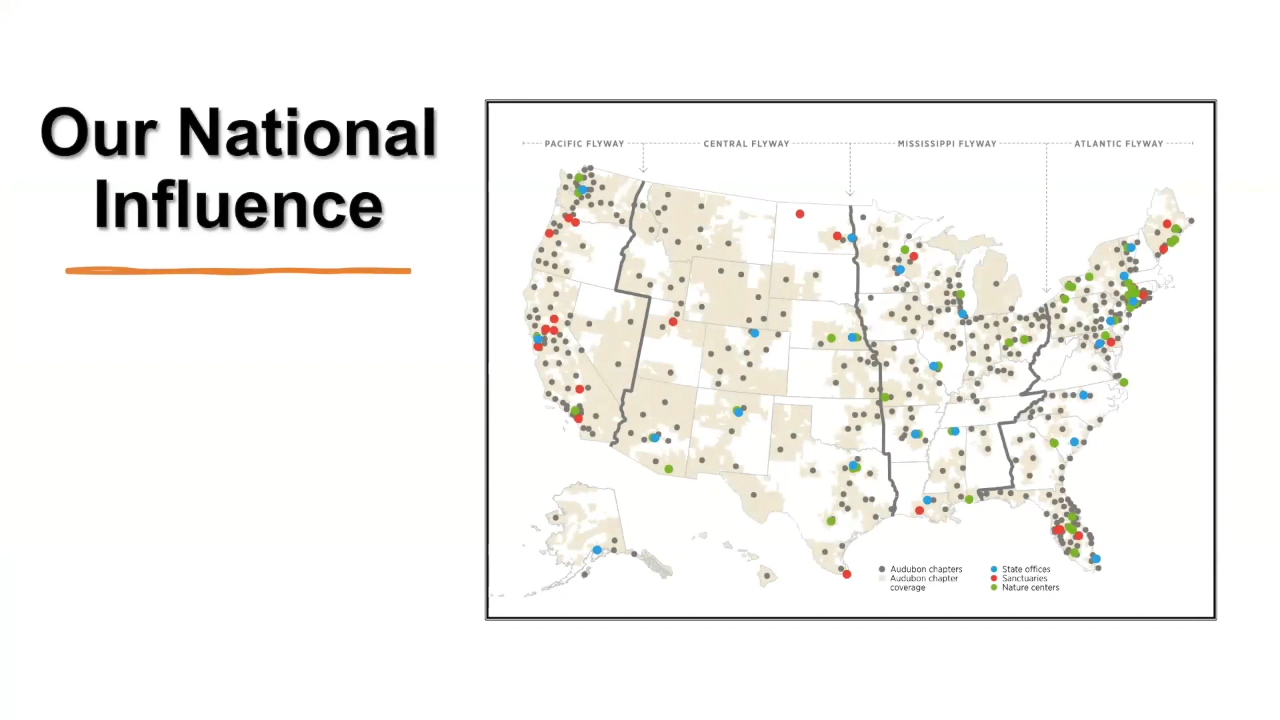 Our National
Influence
PACIFIC FLYWAY
CENTRAL FLYWAY
MISSISSIPPI FLYWAY
ATLANTIC FLYWAY
Audubon chapters
Audubon chapter
coverage
State offices
Sanctuaries
Nature centers